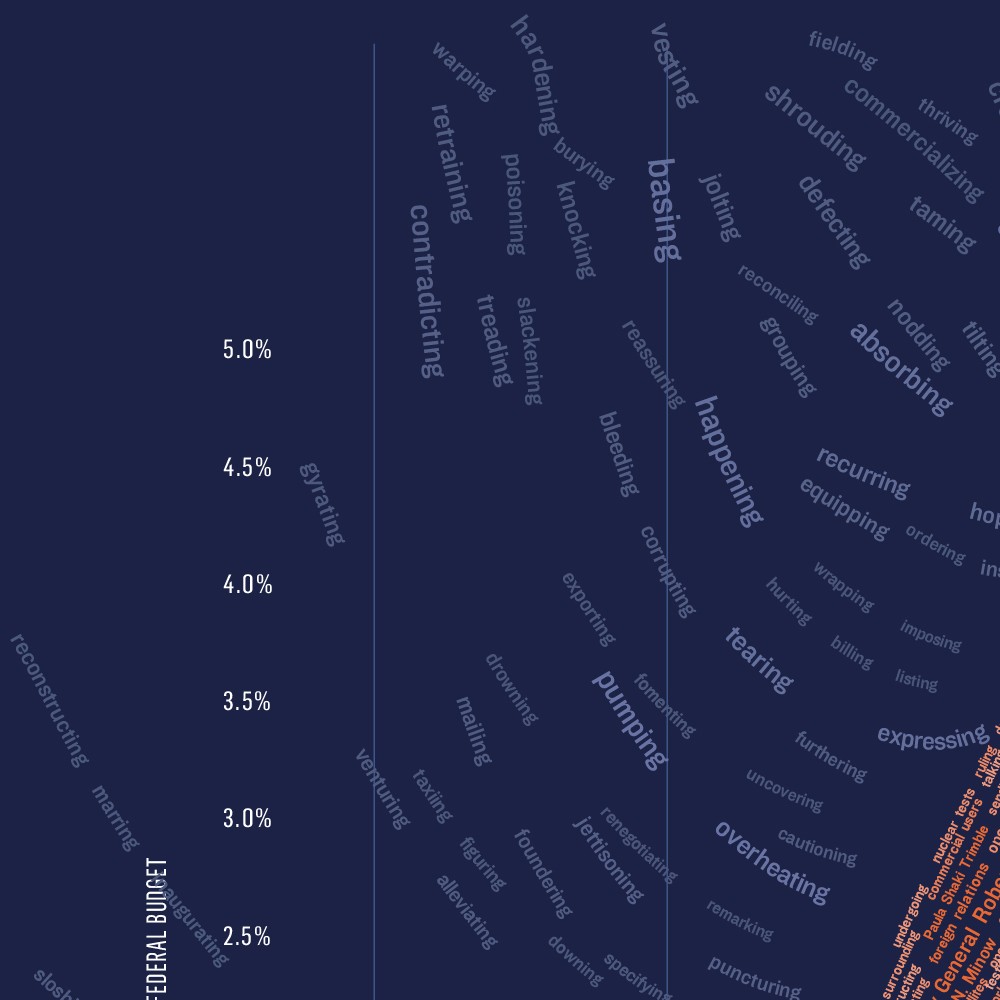 hardening
vesting
fielding
warping
commercializing
shrouding
thriving
retraining
burying
poisoning
knocking
basing
jolting
defecting
taming
contradicting
reconciling
treading
slackening
grouping
nodding
reassuring
absorbing
tilting
5.0%
happening
bleeding
recurring
4.5%
gyrating
equipping
ordering
corrupting
wrapping
4.0%
exporting
hurting
imposing
reconstructing
tearing
billing
drowning
listing
pumping
fomenting
3.5%
mailing
expressing
furthering
venturing
taxiing
uncovering
marring
3.0%
jettisoning
renegotiating
overheating
cautioning
figuring
foundering
nuclear tests
ruling
commercial users
Paula Shaki Trimble
alleviating
inaugurating
FEDERAL BUDGET
undergoing
foreign relations
remarking
2.5%
downing
specifying
puncturing
surrounding
General Robo
N. Minow